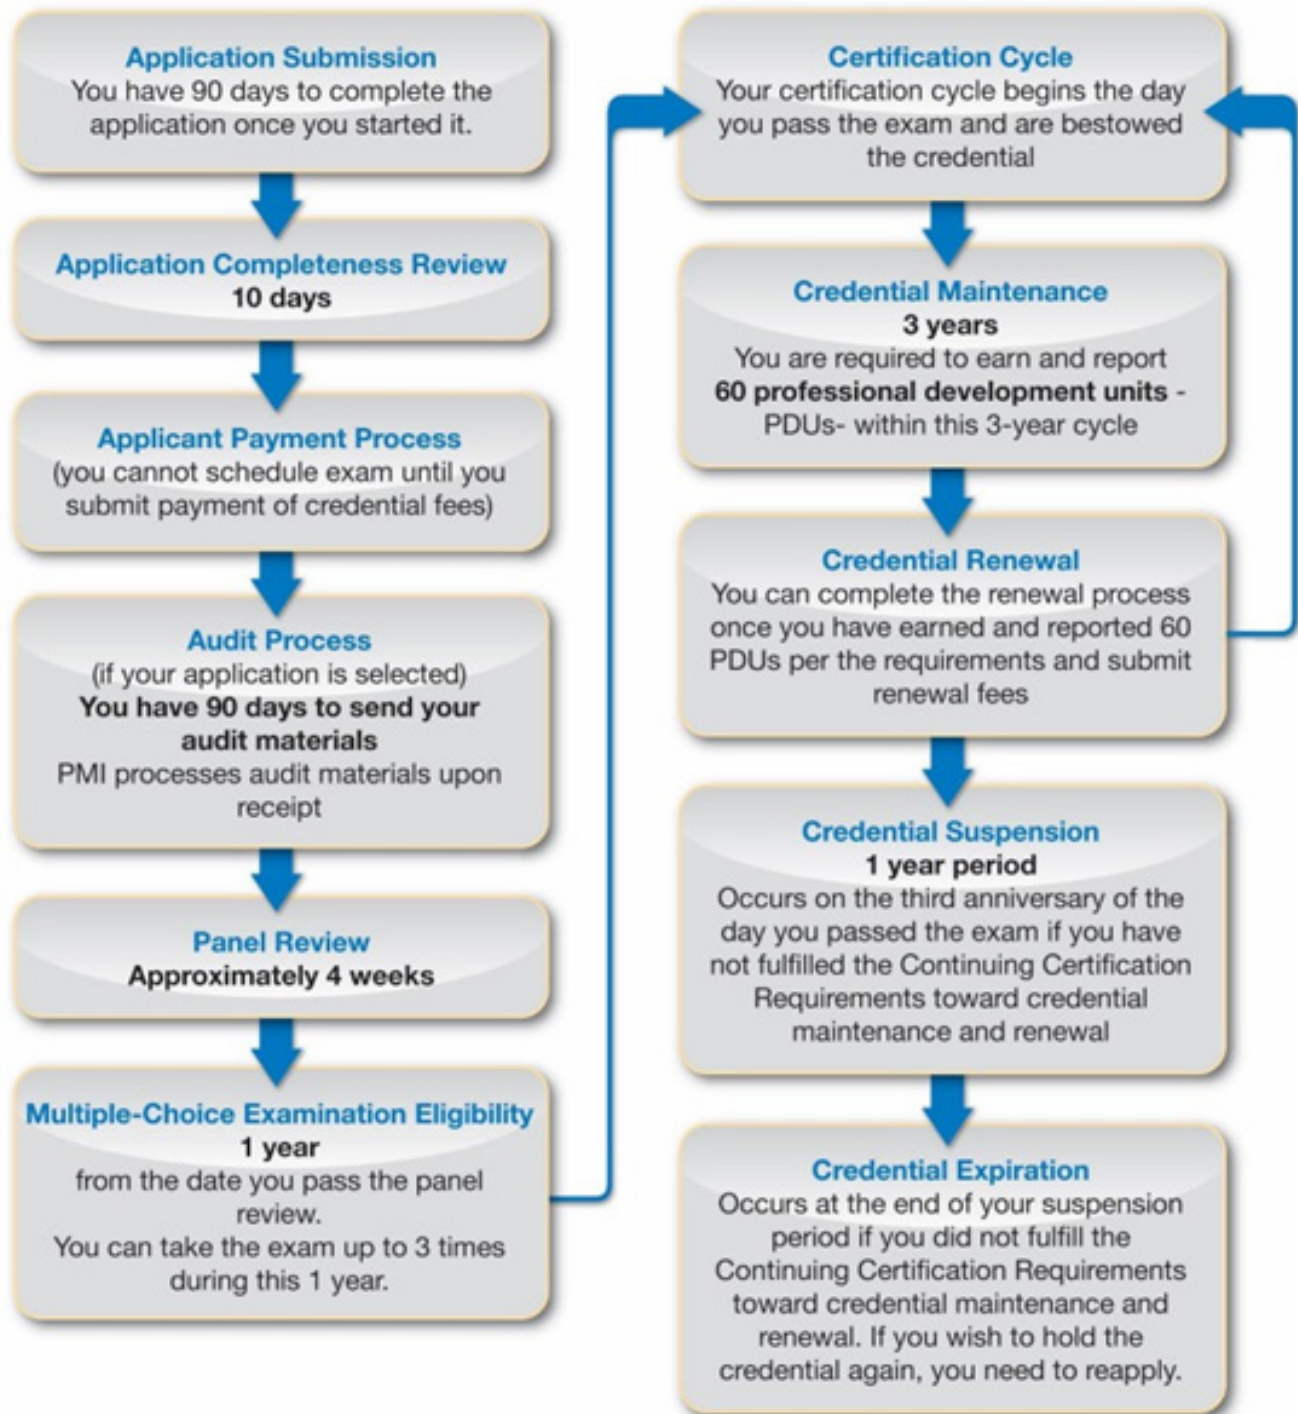 Application Submission
You have 90 days to complete the
application once you started it.
Application Completeness Review
10 days
Applicant Payment Process
(you cannot schedule exam until you
submit payment of credential fees)
Audit Process
(if your application is selected)
You have 90 days to send your
audit materials
PMI processes audit materials upon
receipt
Panel Review
Approximately 4 weeks
Multiple-Choice Examination Eligibility
1 year
from the date you pass the panel
review.
You can take the exam up to 3 times
during this 1 year.
Certification Cycle
Your certification cycle begins the day
you pass the exam and are bestowed
the credential
Credential Maintenance
3 years
You are required to earn and report
60 professional development units -
PDUs- within this 3-year cycle
Credential Renewal
You can complete the renewal process
once you have earned and reported 60
PDUs per the requirements and submit
renewal fees
Credential Suspension
1 year period
Occurs on the third anniversary of the
day you passed the exam if you have
not fulfilled the Continuing Certification
Requirements toward credential
maintenance and renewal
Credential Expiration
Occurs at the end of your suspension
period if you did not fulfill the
Continuing Certification Requirements
toward credential maintenance and
renewal. If you wish to hold the
credential again, you need to reapply.